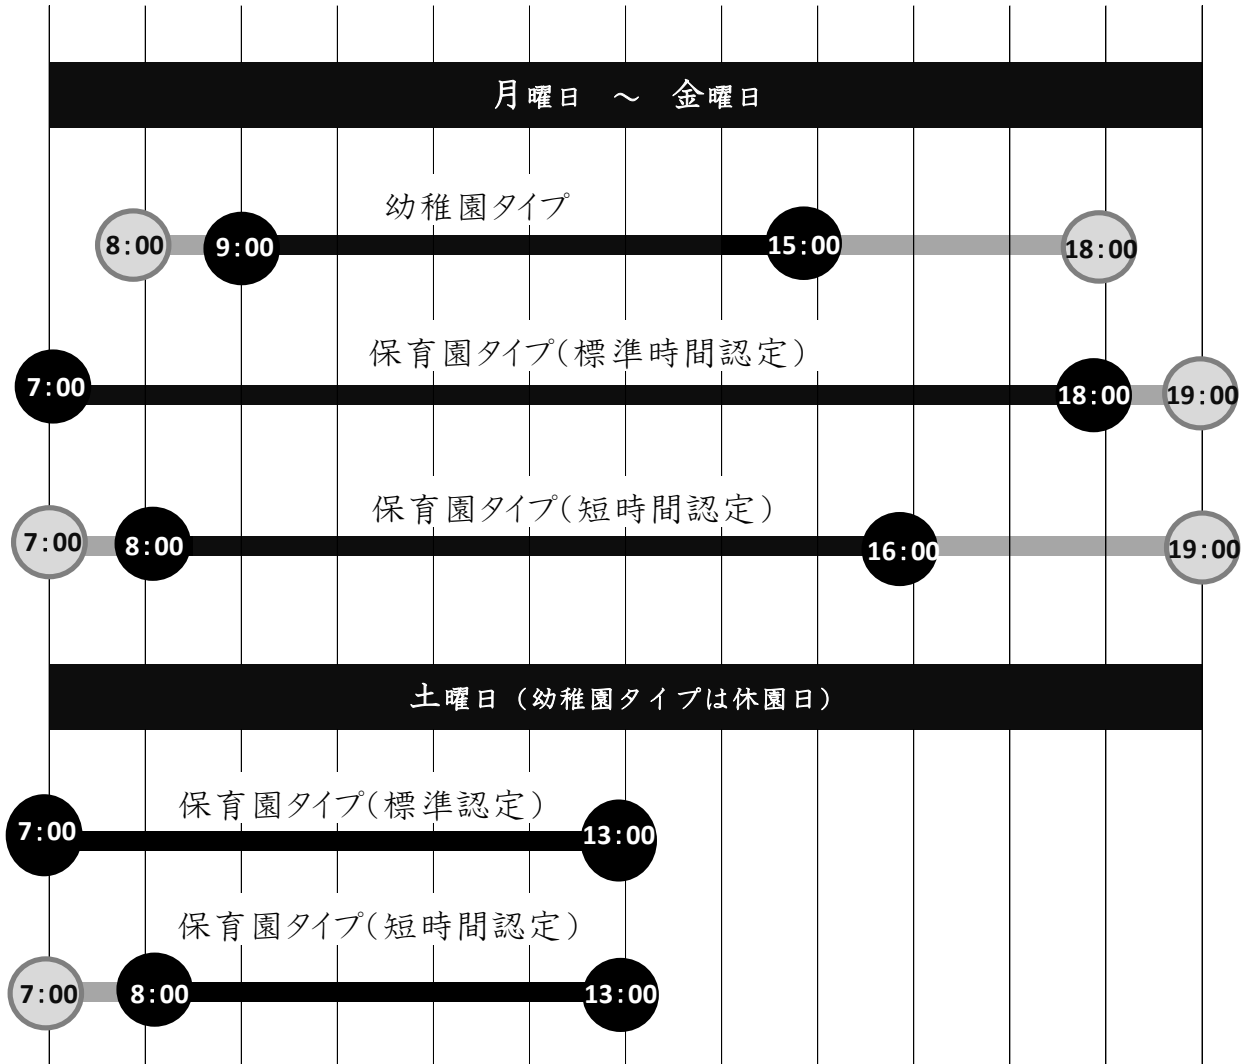 月曜日 ～ 金曜日
幼稚園タイプ
8:00 9:00 15:00 18:00
保育園タイプ(標準時間認定)
7:00 18:00 19:00
保育園タイプ(短時間認定)
7:00 8:00 16:00 19:00
土曜日（幼稚園タイプは休園日）
保育園タイプ(標準認定)
7:00 13:00
保育園タイプ(短時間認定)
7:00 8:00 13:00